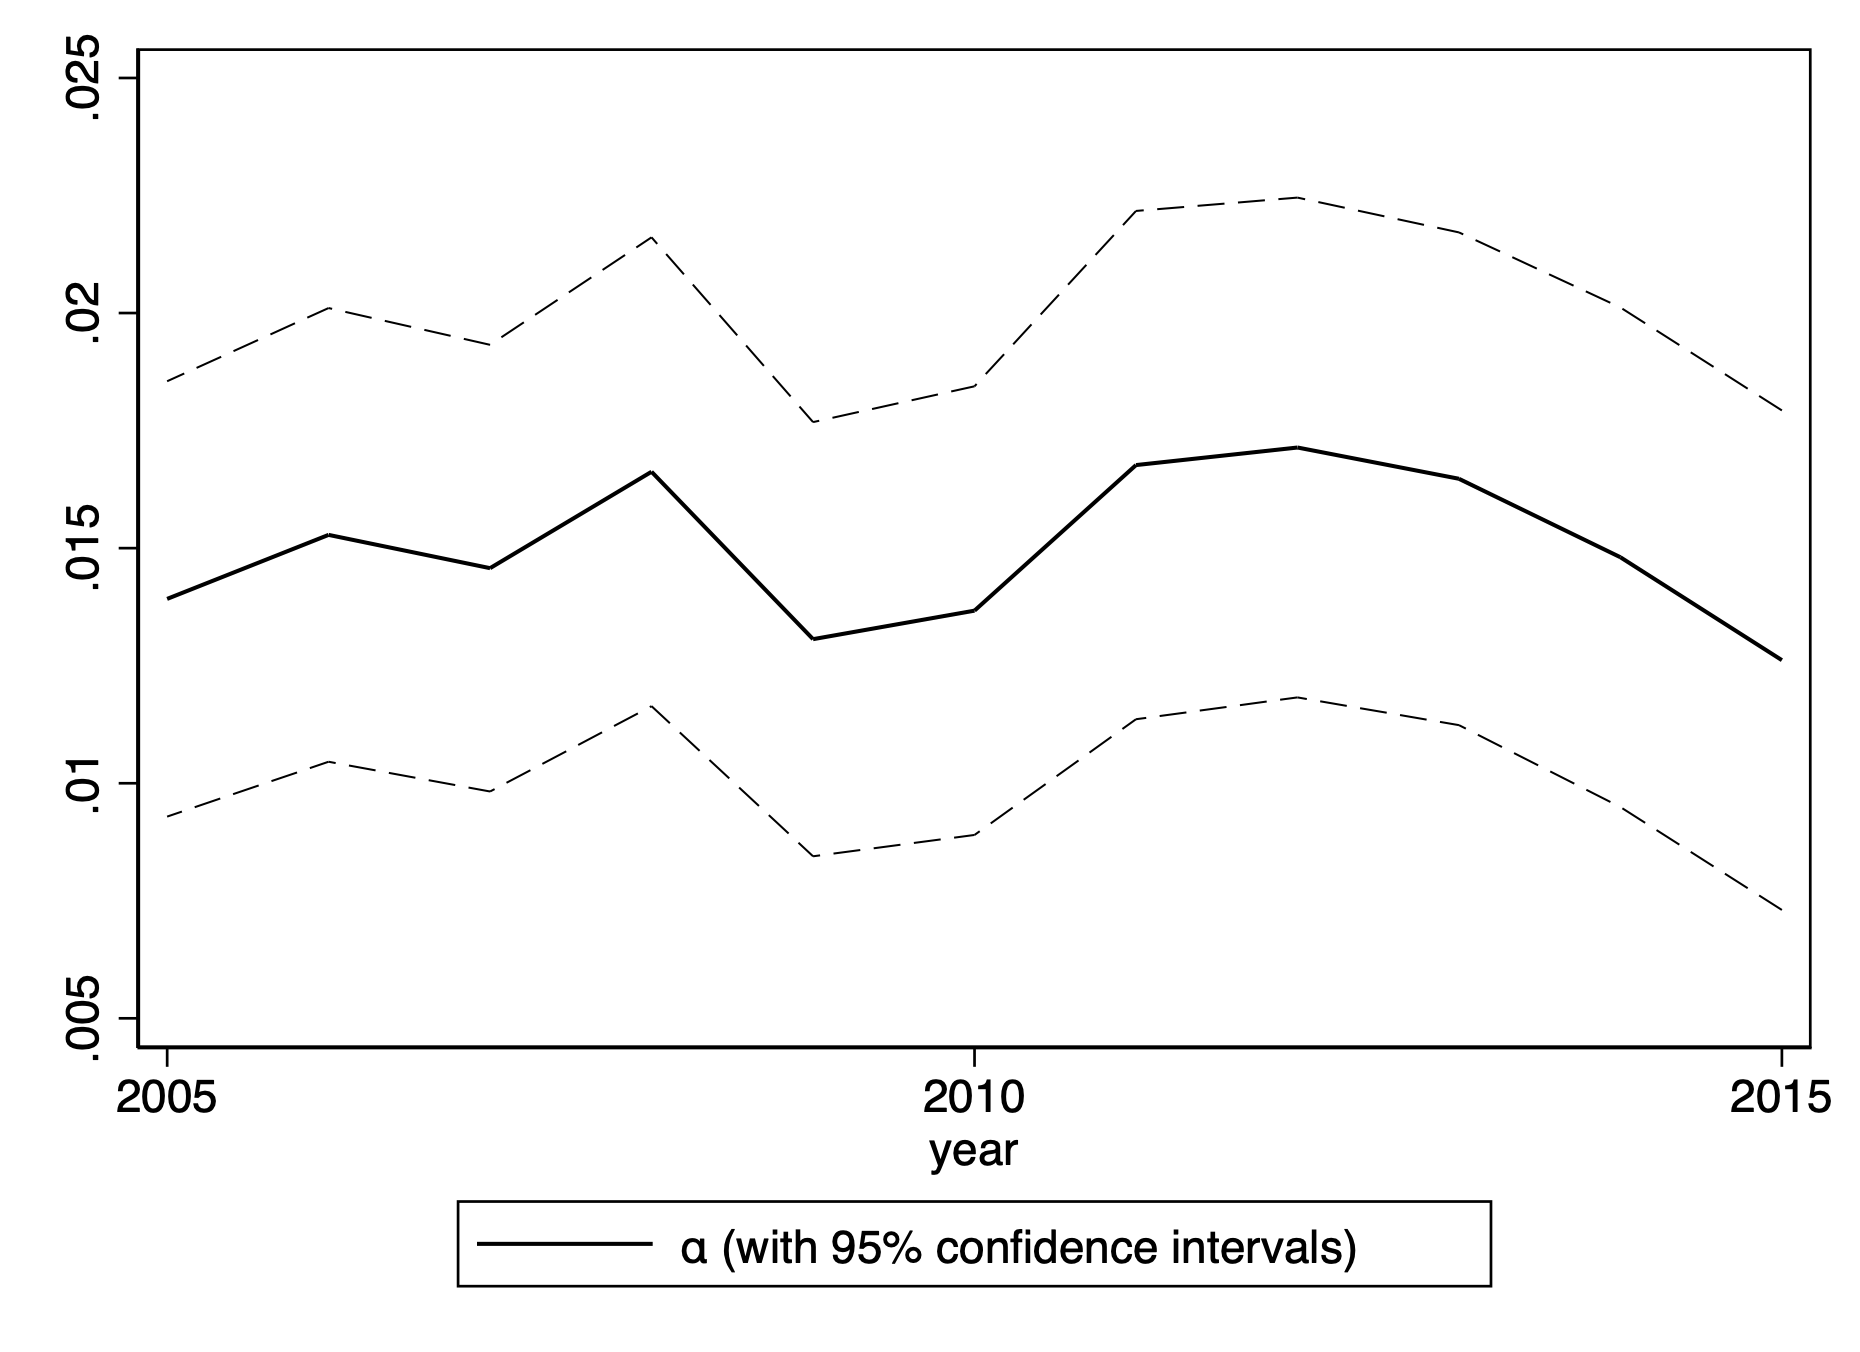 .025
.02
.015
.01
.005
2005 2010 2015
year
α (with 95% confidence intervals)